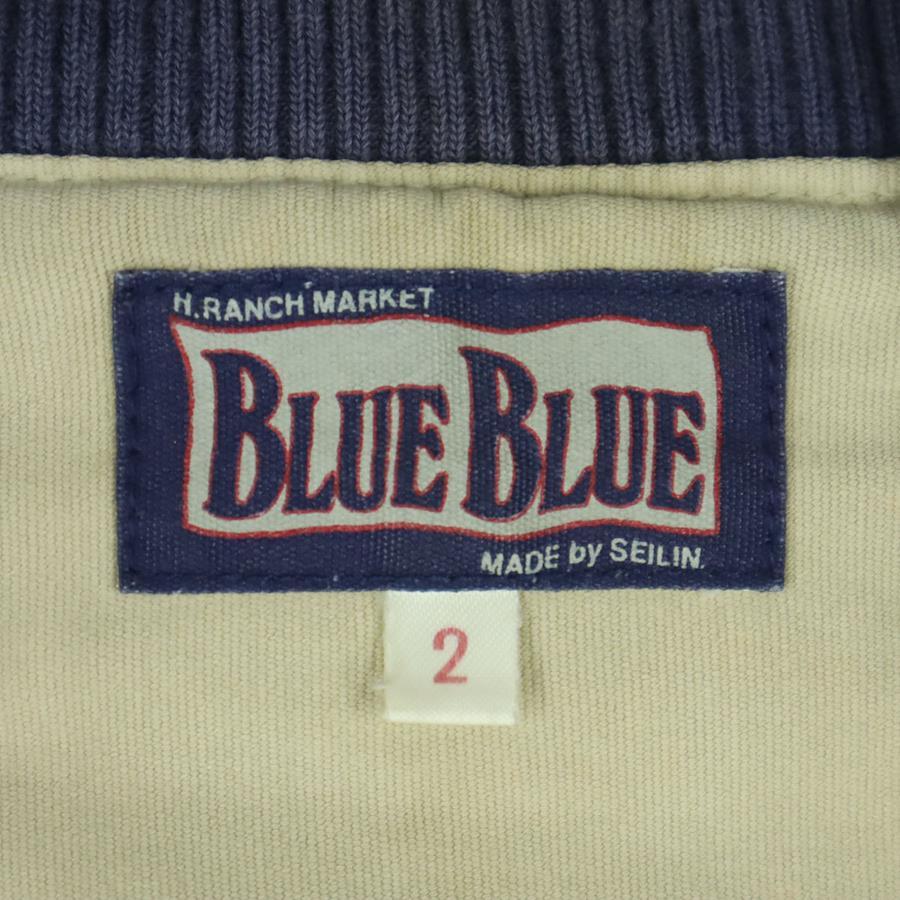 H.RANCH MARKET
BLUE BLUE
MADE by SEILIN.
2